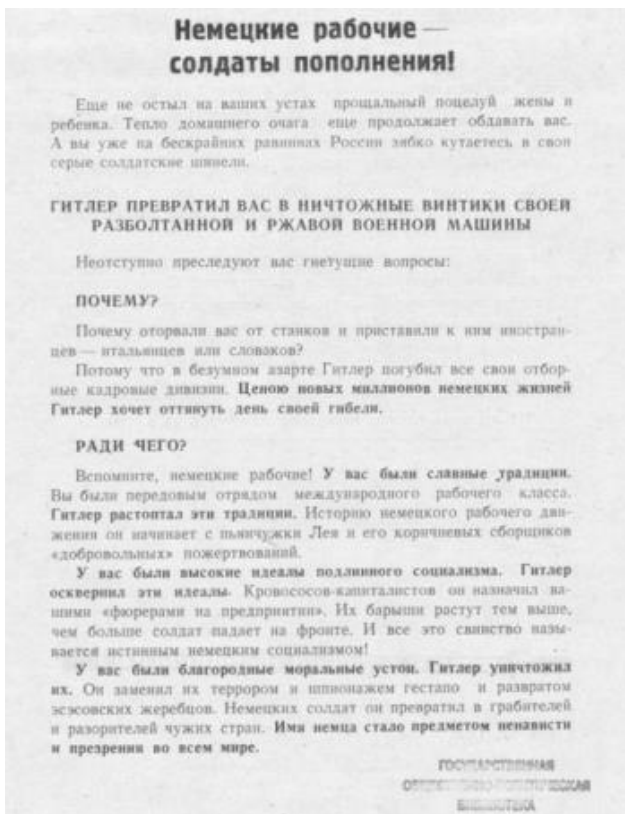 Немецкие рабочие —
солдаты пополнения!
Еще не остыл на ваших устах прощальный поцелуй жены и
ребенка. Тепло домашнего очага еще продолжает обдавать вас.
А вы уже на бескрайних равнинах России зябко кутаетесь в свои
серые солдатские шинели.
ГИТЛЕР ПРЕВРАТИЛ ВАС В НИЧТОЖНЫЕ ВИНТИКИ СВОЕЙ
РАЗБОЛТАННОЙ И РЖАВОЙ ВОЕННОЙ МАШИНЫ
Неотступно преследуют вас гнетущие вопросы:
ПОЧЕМУ?
Почему оторвали вас от станков и приставили к ним иностран-
цев — итальянцев или словаков?
Потому что в безумном азарте Гитлер погубил все свои отбор-
ные кадровые дивизии. Ценою новых миллионов немецких жизней
Гитлер хочет оттянуть день своей гибели.
РАДИ ЧЕГО?
Вспомните, немецкие рабочие! У вас были славные традиции.
Вы были передовым отрядом международного рабочего класса.
Гитлер растоптал эти традиции. Историю немецкого рабочего дви-
жения он начинает с пьянчужки Лея и его коричневых сборщиков
«добровольных» пожертвований.
У вас были высокие идеалы подлинного социализма. Гитлер
осквернил эти идеалы. Кровососов-капиталистов он назначил ва-
шими «фюрерами на предприятии». Их барыши растут тем выше,
чем больше солдат падает на фронте. И все это свинство назы-
вается истинным немецким социализмом!
У вас были благородные моральные устои. Гитлер уничтожил
их. Он заменил их террором и шпионажем гестапо и развратом
эсэсовских жеребцов. Немецких солдат он превратил в грабителей
и разорителей чужих стран. Имя немца стало предметом ненависти
и презрения во всем мире.
ГОСУДАРСТВЕННАЯ
ОБЩЕСТВЕННО-ПОЛИТИЧЕСКАЯ
БИБЛИОТЕКА